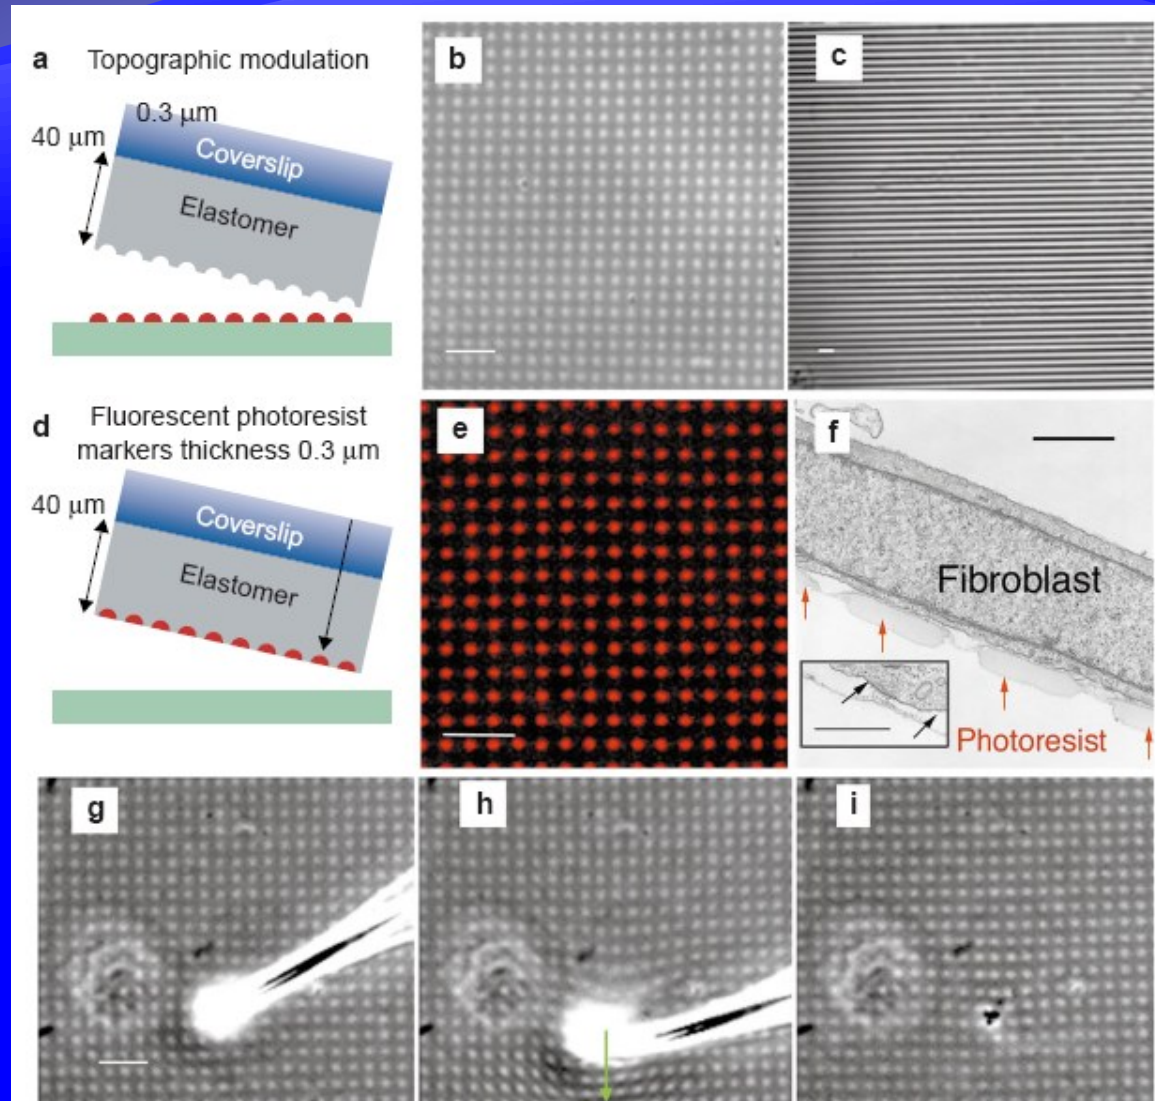 a Topographic modulation
0.3 μm
40 μm
Coverslip
Elastomer
b
c
d Fluorescent photoresist
markers thickness 0.3 μm
40 μm
Coverslip
Elastomer
e
f
Fibroblast
Photoresist
g
h
i